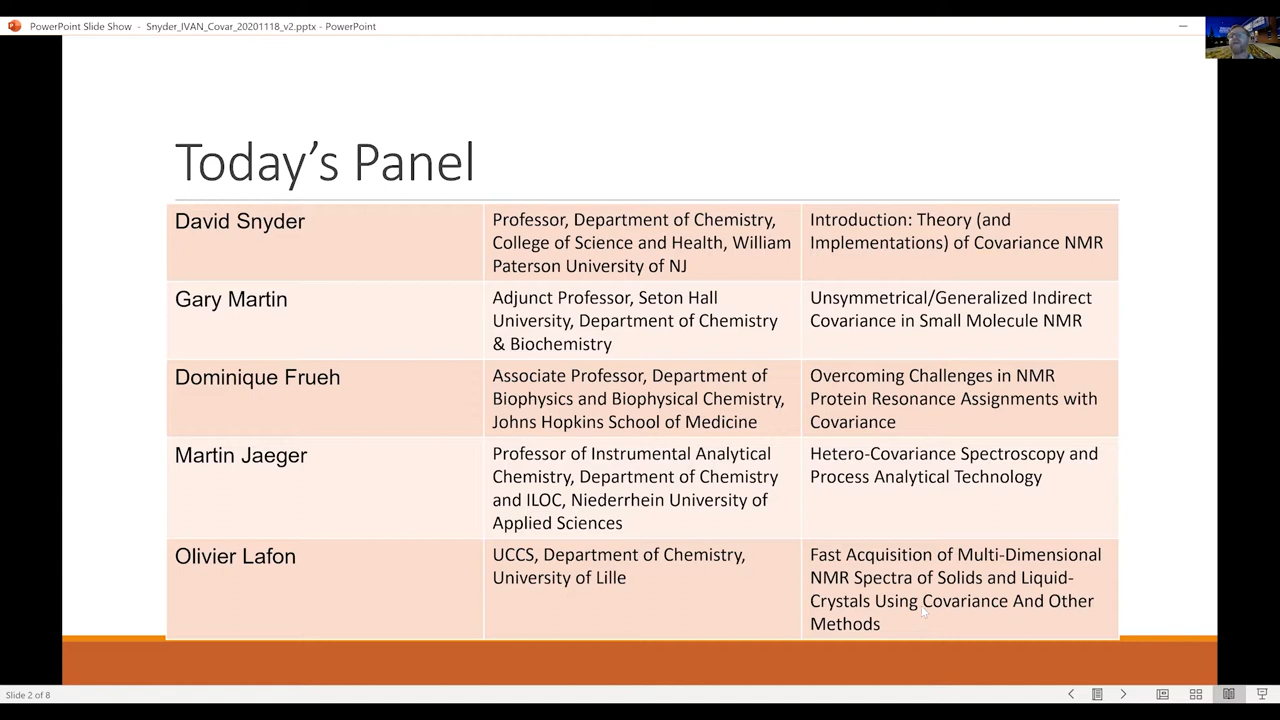 PowerPoint Slide Show - Snyder_IVAN_Covar_20201118_v2.pptx - PowerPoint
Today's Panel
David Snyder
Professor, Department of Chemistry,
College of Science and Health, William
Paterson University of NJ
Introduction: Theory (and
Implementations) of Covariance NMR
Gary Martin
Adjunct Professor, Seton Hall
University, Department of Chemistry
& Biochemistry
Unsymmetrical/Generalized Indirect
Covariance in Small Molecule NMR
Dominique Frueh
Associate Professor, Department of
Biophysics and Biophysical Chemistry,
Johns Hopkins School of Medicine
Overcoming Challenges in NMR
Protein Resonance Assignments with
Covariance
Martin Jaeger
Professor of Instrumental Analytical
Chemistry, Department of Chemistry
and ILOC, Niederrhein University of
Applied Sciences
Hetero-Covariance Spectroscopy and
Process Analytical Technology
Olivier Lafon
UCCS, Department of Chemistry,
University of Lille
Fast Acquisition of Multi-Dimensional
NMR Spectra of Solids and Liquid-
Crystals Using Covariance And Other
Methods
Slide 2 of 8